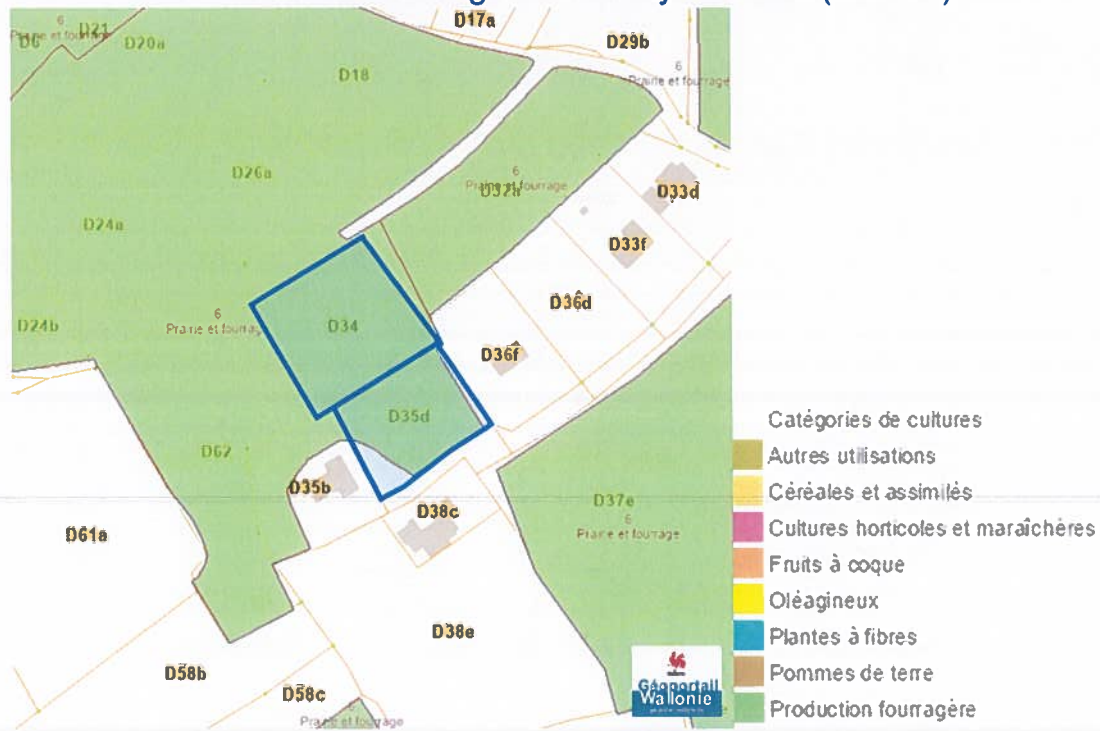 D17a
6
Prairie et fourrage
D21
D6
D20a
D29b
D18
6
Prairie et fourrage
D26a
6
Prairie et fourrage
D32a
D33d
D24a
D33f
D36d
D24b
6
Prairie et fourrage
D34
D36f
D35d
Catégories de cultures
D62
Autres utilisations
D35b
Céréales et assimilés
D37e
D38c
6
Prairie et fourrage
D61a
Cultures horticoles et maraîchères
Fruits à coque
Oléagineux
D38e
Plantes à fibres
D58b
Géoportail
Wallonie
Pommes de terre
D58c
6
Prairie et fourrage
Production fourragère